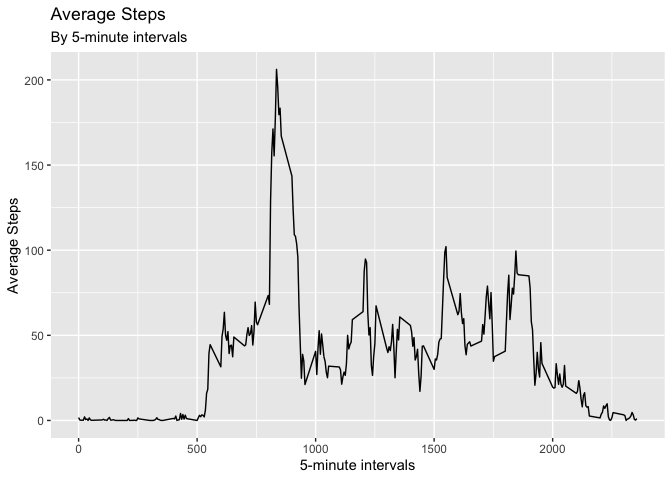 Average Steps
By 5-minute intervals
Average Steps
200
150
100
50
0
0 500 1000 1500 2000
5-minute intervals